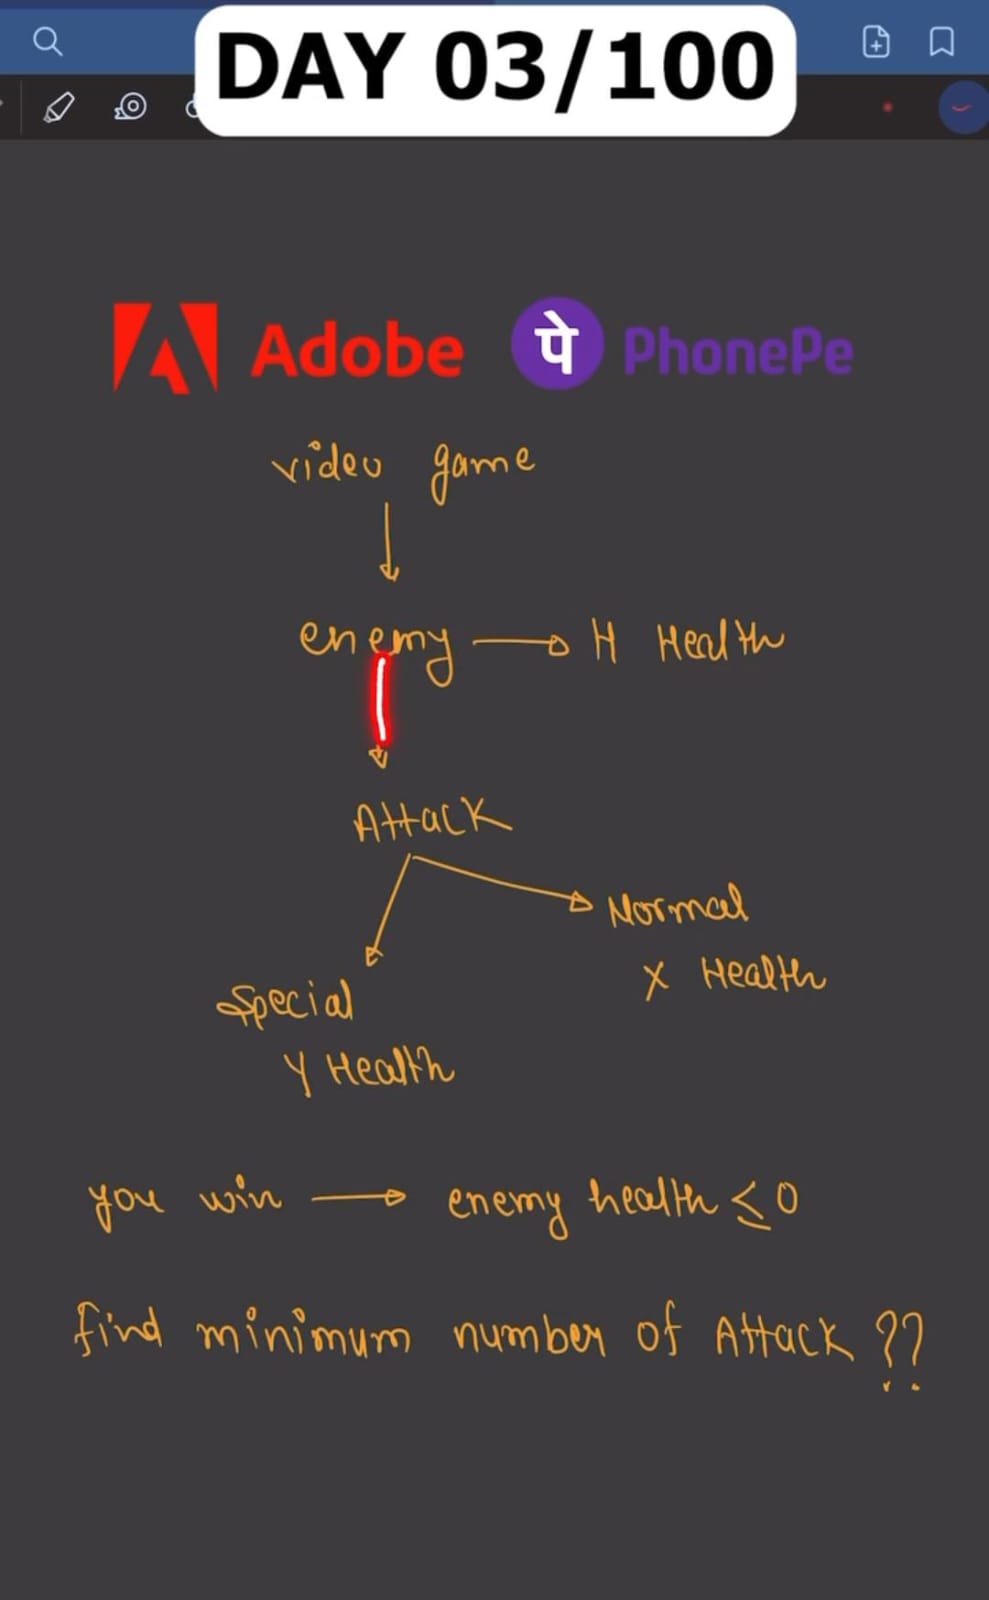 DAY 03/100
Adobe पे PhonePe
video game
enemy → H Health
Attack
Normal
X Health
Special
Y Health
you win → enemy health ≤ 0
find minimum number of Attack ??